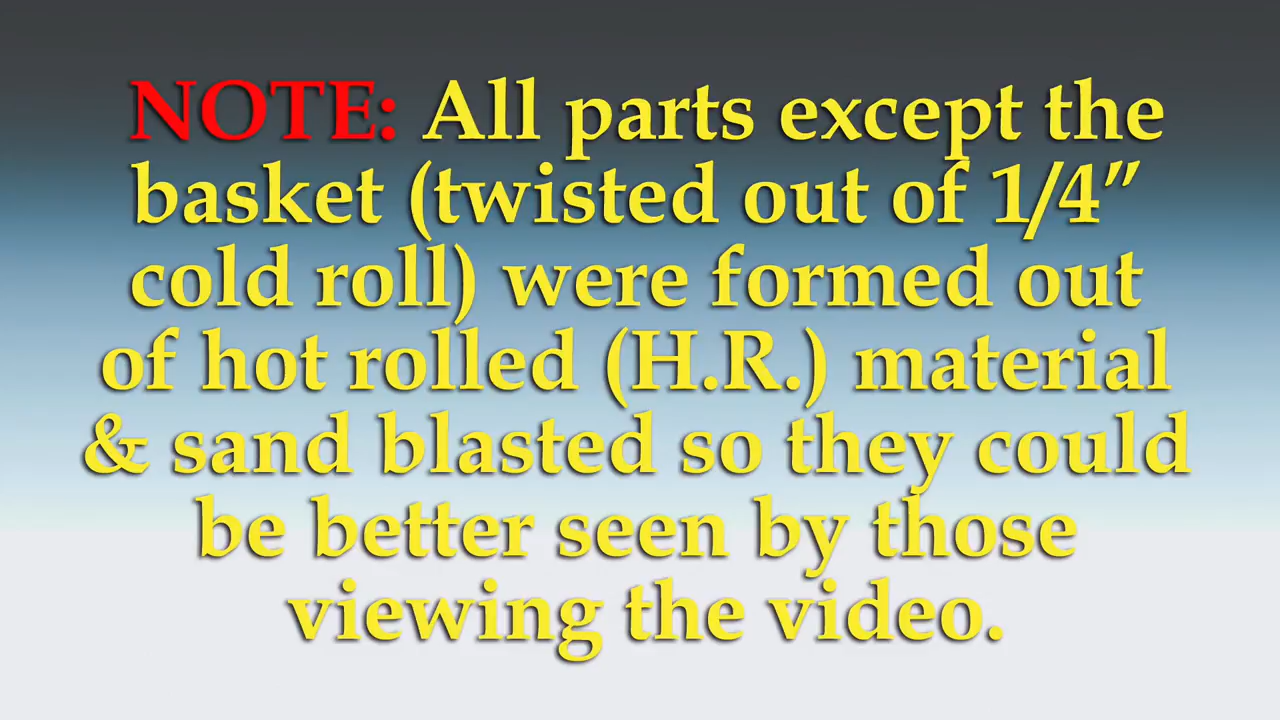 NOTE: All parts except the
basket (twisted out of 1/4”
cold roll) were formed out
of hot rolled (H.R.) material
& sand blasted so they could
be better seen by those
viewing the video.